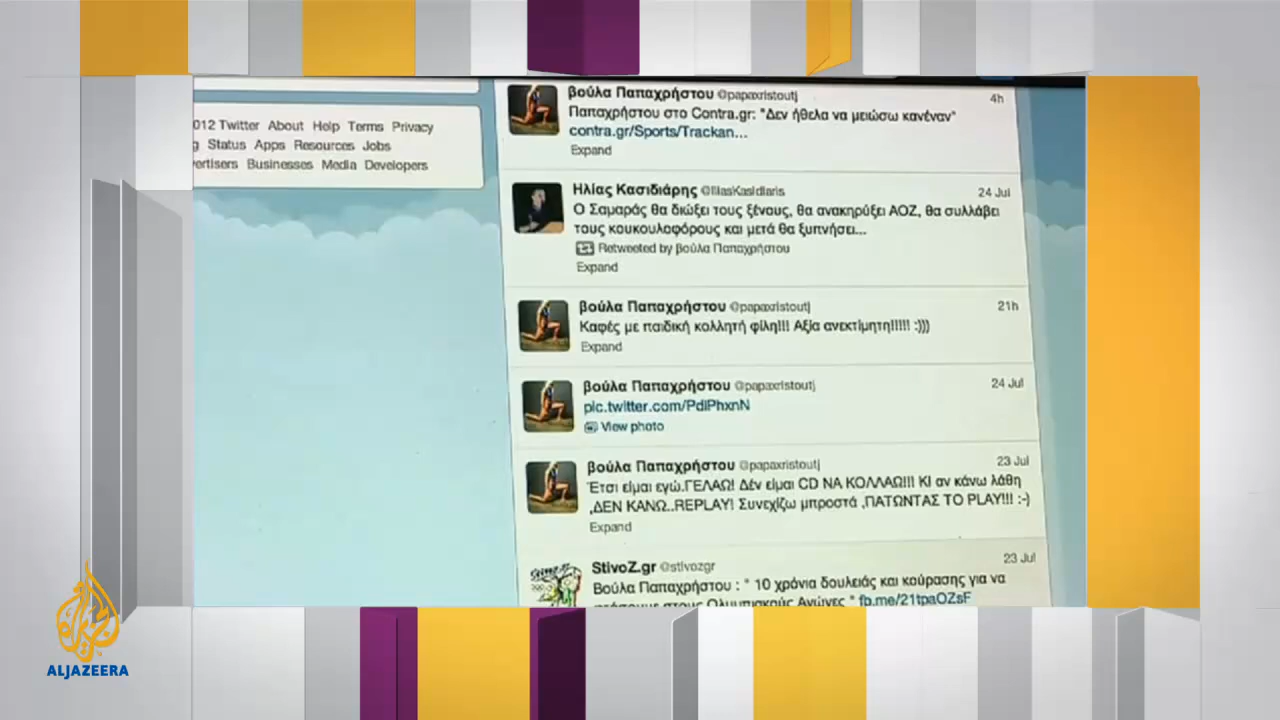 012 Twitter About Help Terms Privacy
g Status Apps Resources Jobs
ertisers Businesses Media Developers
βούλα Παπαχρήστου @papaxristoutj 4h
Παπαχρήστου στο Contra.gr: "Δεν ήθελα να μειώσω κανέναν"
contra.gr/Sports/Trackan...
Expand
Ηλίας Κασιδιάρης @IliasKasidiaris 24 Jul
Ο Σαμαράς θα διώξει τους ξένους, θα ανακηρύξει ΑΟΖ, θα συλλάβει
τους κουκουλοφόρους και μετά θα ξυπνήσει...
Retweeted by βούλα Παπαχρήστου
Expand
βούλα Παπαχρήστου @papaxristoutj 21h
Καφές με παιδική κολλητή φίλη!!! Αξία ανεκτίμητη!!!!! :)))
Expand
βούλα Παπαχρήστου @papaxristoutj 24 Jul
pic.twitter.com/PdlPhxnN
View photo
βούλα Παπαχρήστου @papaxristoutj 23 Jul
Έτσι είμαι εγώ.ΓΕΛΑΩ! Δέν είμαι CD ΝΑ ΚΟΛΛΑΩ!!! ΚΙ αν κάνω λάθη
,ΔΕΝ ΚΑΝΩ..REPLAY! Συνεχίζω μπροστά ,ΠΑΤΩΝΤΑΣ ΤΟ PLAY!!! :-)
Expand
StivoZ.gr @stivozgr 23 Jul
Βούλα Παπαχρήστου : " 10 χρόνια δουλειάς και κούρασης για να
στους Ολυμπιακούς Αγώνες " fb.me/21tpaOZsF
ALJAZEERA